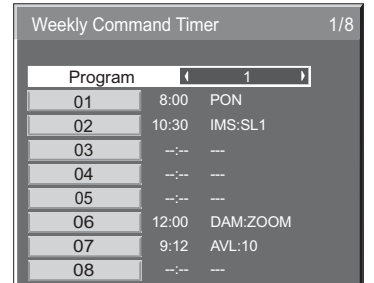 Weekly Command Timer 1/8
Program 1
01 8:00 PON
02 10:30 IMS:SL1
03 --:-- ---
04 --:-- ---
05 --:-- ---
06 12:00 DAM:ZOOM
07 9:12 AVL:10
08 --:-- ---